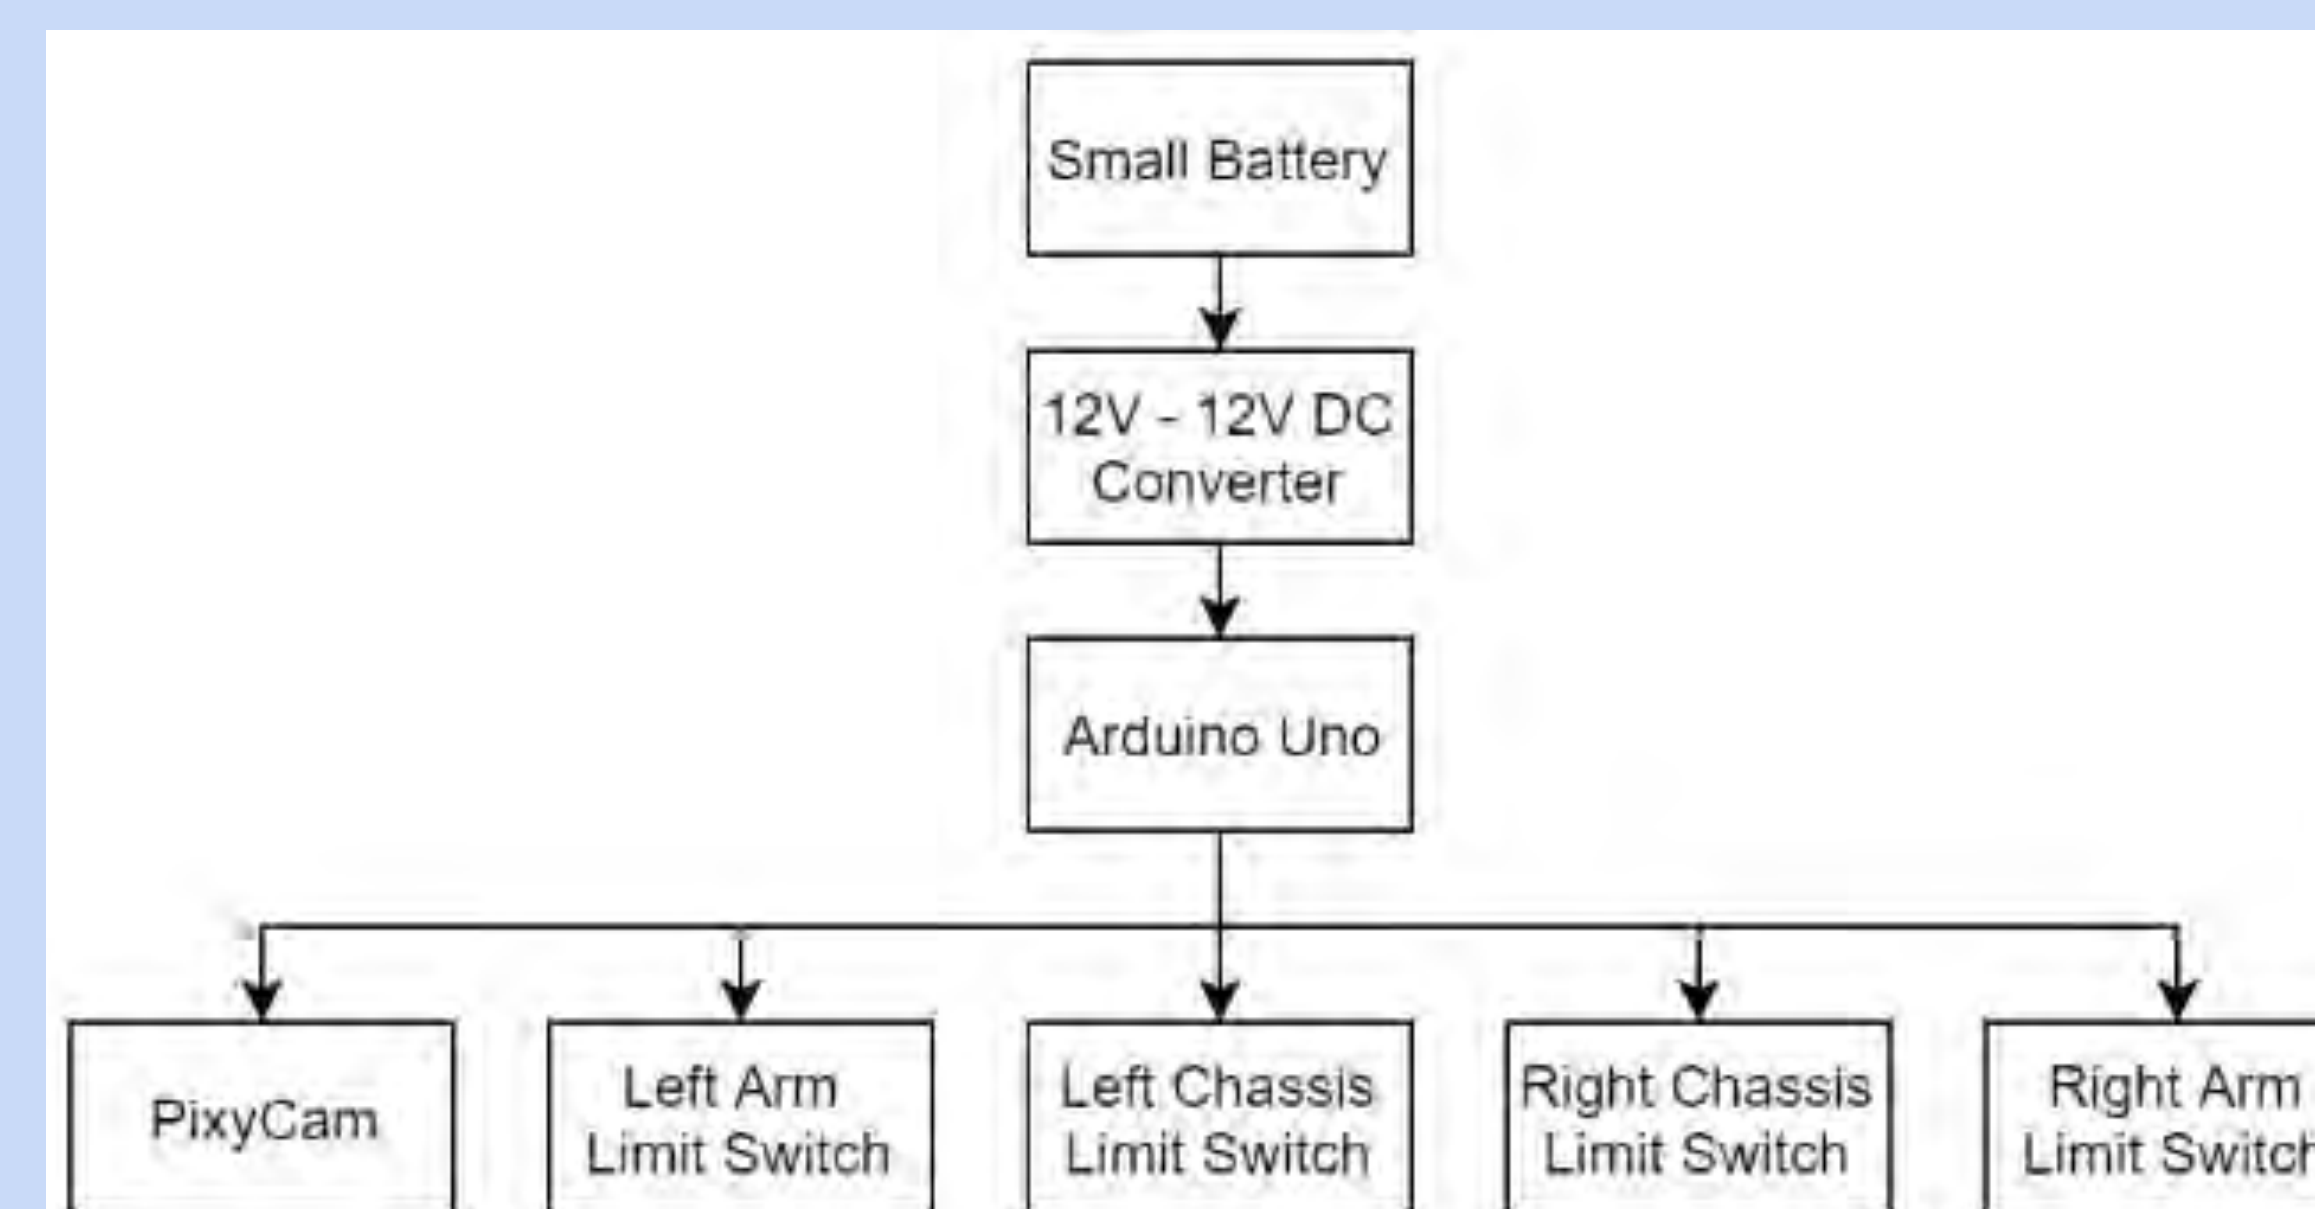 Small Battery
12V - 12V DC
Converter
Arduino Uno
PixyCam
Left Arm
Limit Switch
Left Chassis
Limit Switch
Right Chassis
Limit Switch
Right Arm
Limit Switch